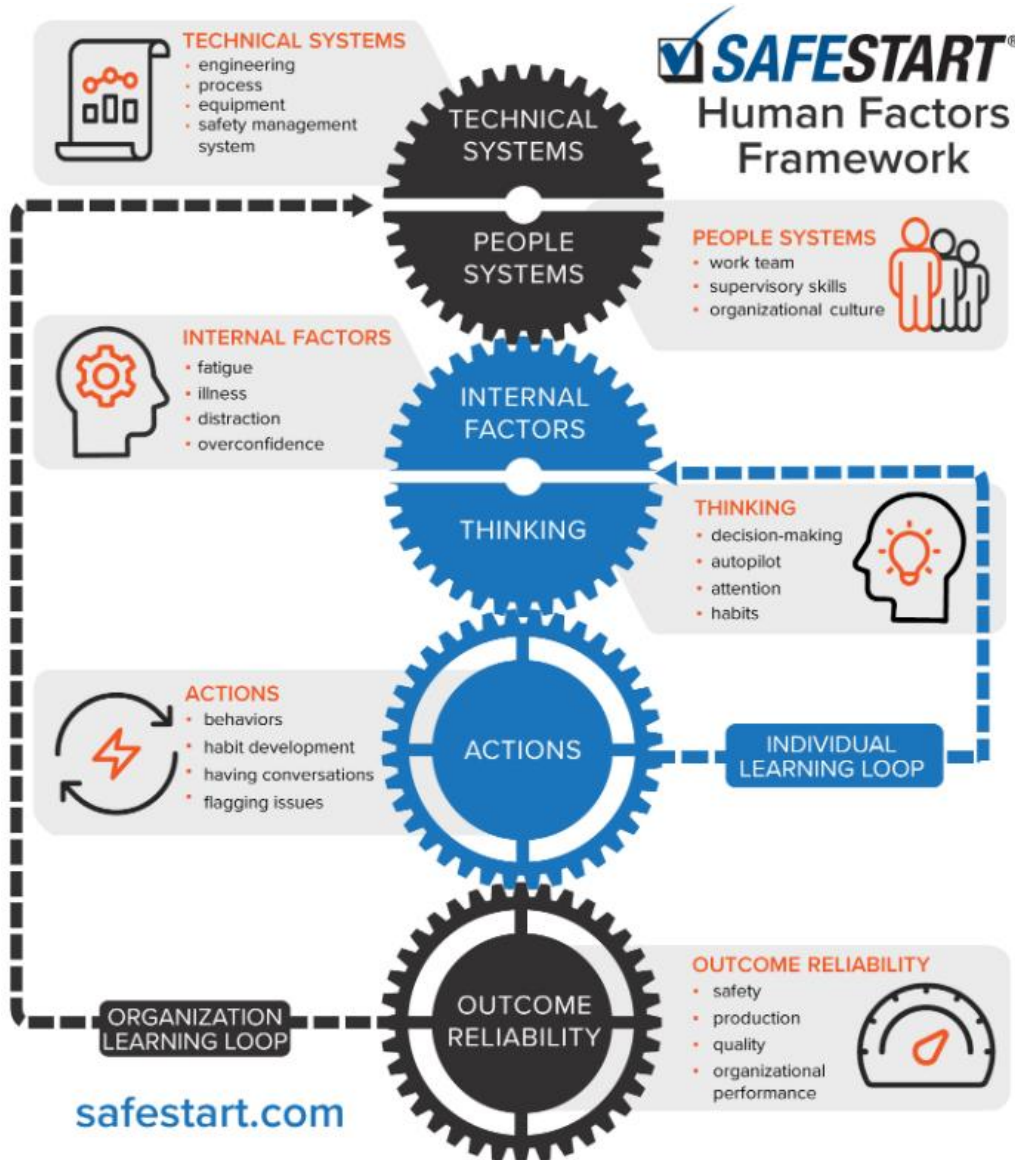 SAFESTART®
Human Factors
Framework
TECHNICAL SYSTEMS
• engineering
• process
• equipment
• safety management
system
TECHNICAL
SYSTEMS
PEOPLE
SYSTEMS
PEOPLE SYSTEMS
• work team
• supervisory skills
• organizational culture
INTERNAL FACTORS
• fatigue
• illness
• distraction
• overconfidence
INTERNAL
FACTORS
THINKING
THINKING
• decision-making
• autopilot
• attention
• habits
ACTIONS
• behaviors
• habit development
• having conversations
• flagging issues
ACTIONS
INDIVIDUAL
LEARNING LOOP
OUTCOME
RELIABILITY
OUTCOME RELIABILITY
• safety
• production
• quality
• organizational
performance
ORGANIZATION
LEARNING LOOP
safestart.com